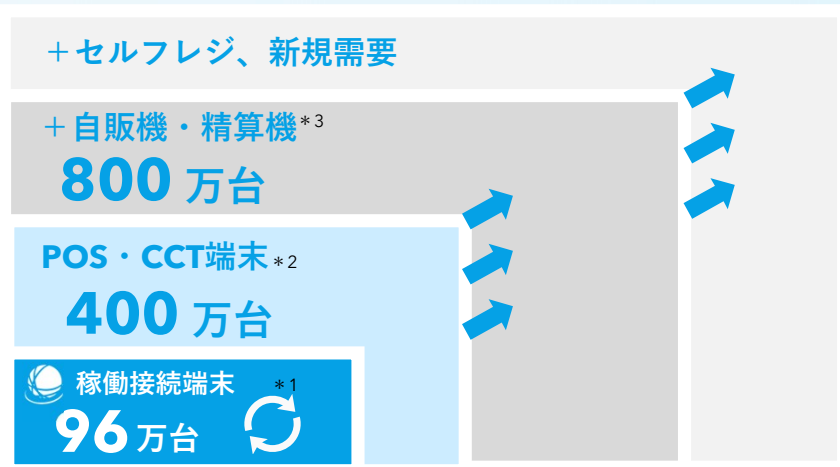 ＋セルフレジ、新規需要
＋自販機・精算機＊3
800 万台
POS・CCT端末＊2
400 万台
稼働接続端末 ＊1
96 万台